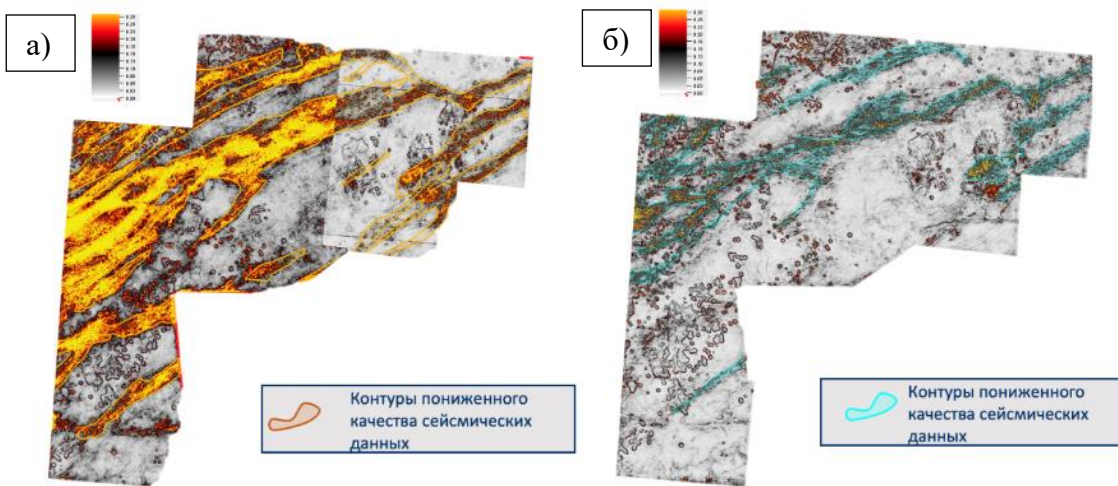 а)
б)
Контуры пониженного
качества сейсмических
данных
Контуры пониженного
качества сейсмических
данных